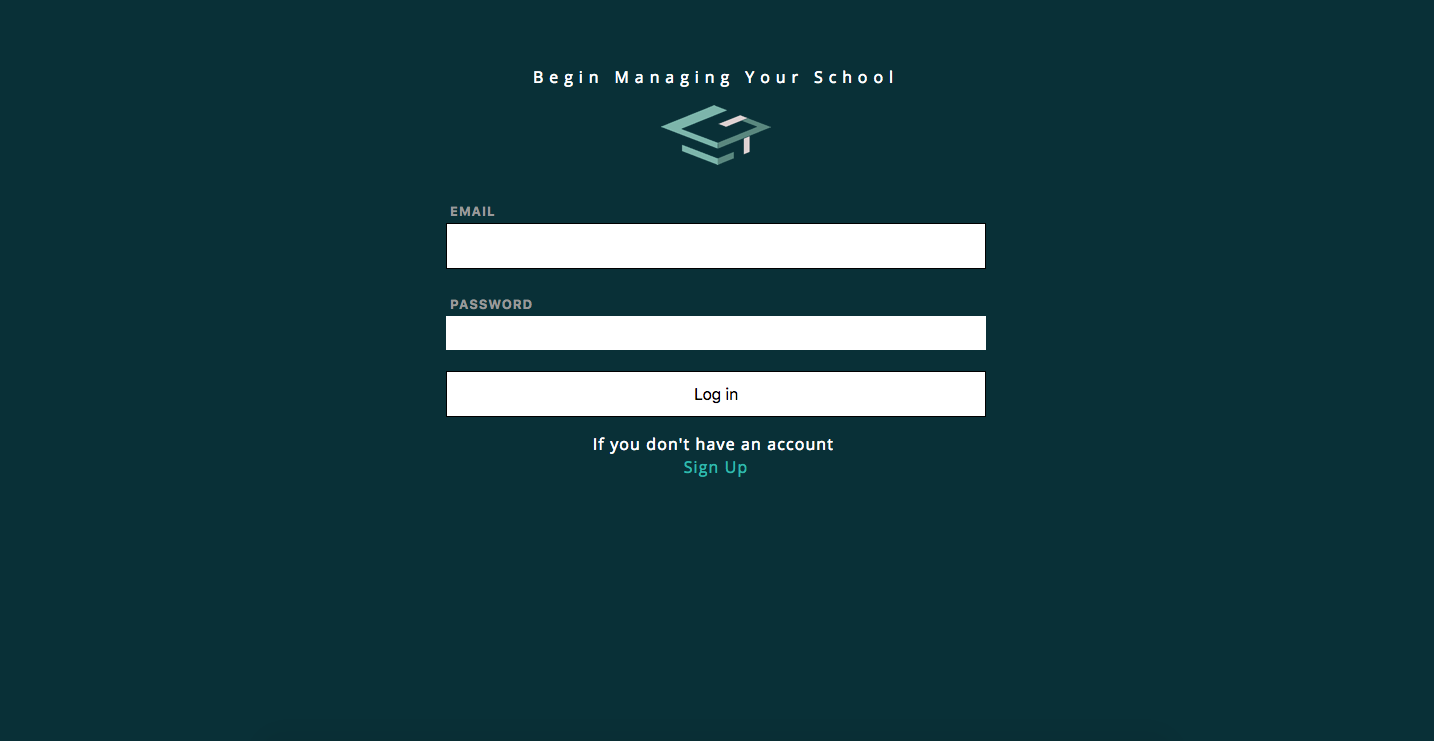 Begin Managing Your School
EMAIL
PASSWORD
Log in
If you don't have an account
Sign Up